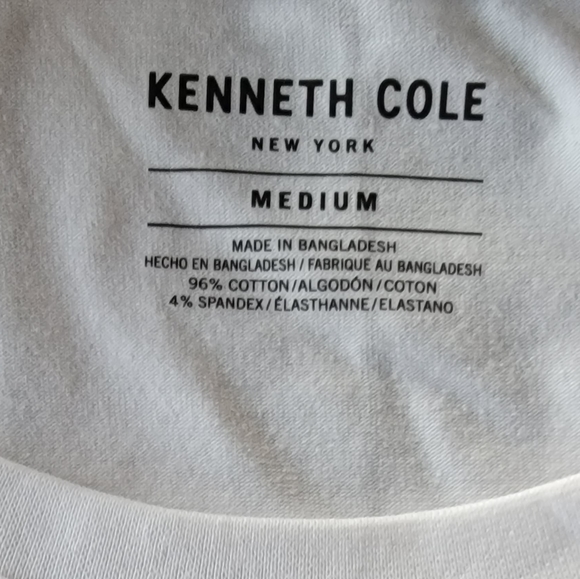 KENNETH COLE
NEW YORK
MEDIUM
MADE IN BANGLADESH
HECHO EN BANGLADESH / FABRIQUE AU BANGLADESH
96% COTTON/ALGODÓN/COTON
4% SPANDEX/ÉLASTHANNE/ELASTANO